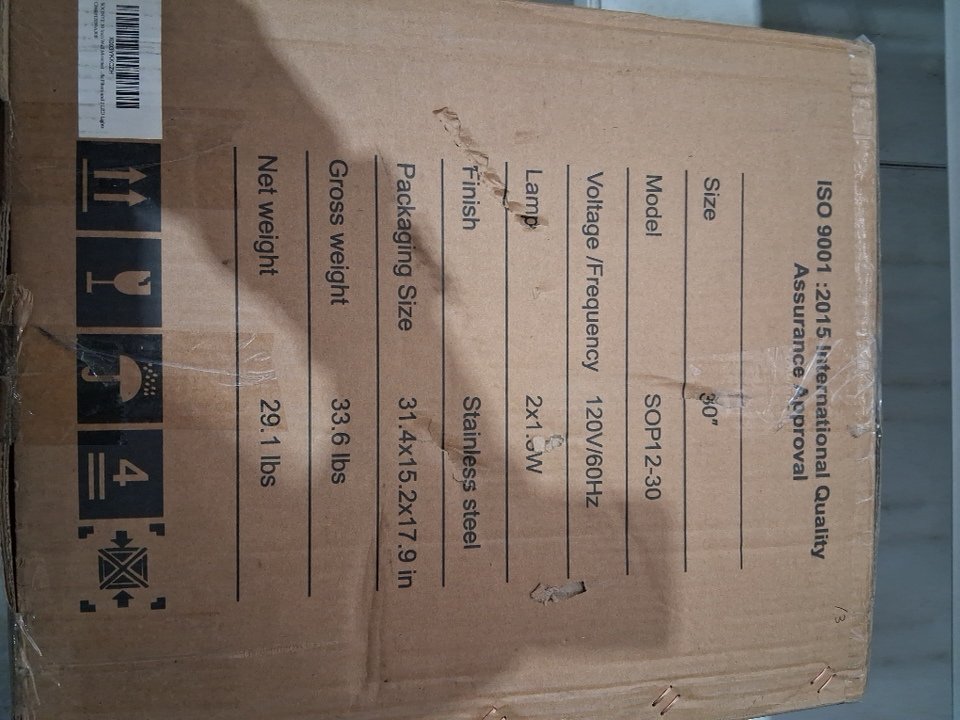 ISO 9001 :2015 International Quality
Assurance Approval
Size 30"
Model SOP12-30
Voltage /Frequency 120V/60Hz
Lamp
Finish Stainless steel
Packaging Size 31.4x15.2x17.9 in
Gross weight 33.6 lbs
Net weight 29.1 lbs
4
13